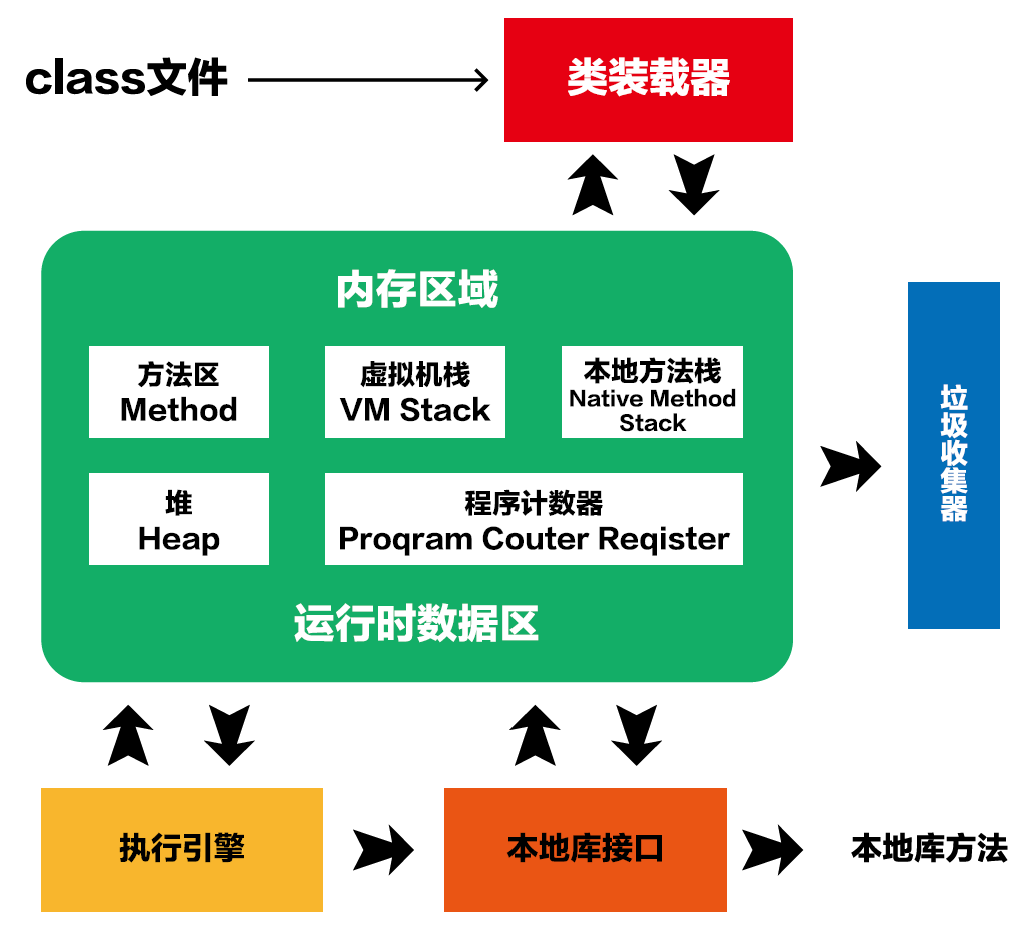 class文件
类装载器
内存区域
方法区
Method
虚拟机栈
VM Stack
本地方法栈
Native Method
Stack
堆
Heap
程序计数器
Proqram Couter Reqister
运行时数据区
垃圾收集器
执行引擎
本地库接口
本地库方法